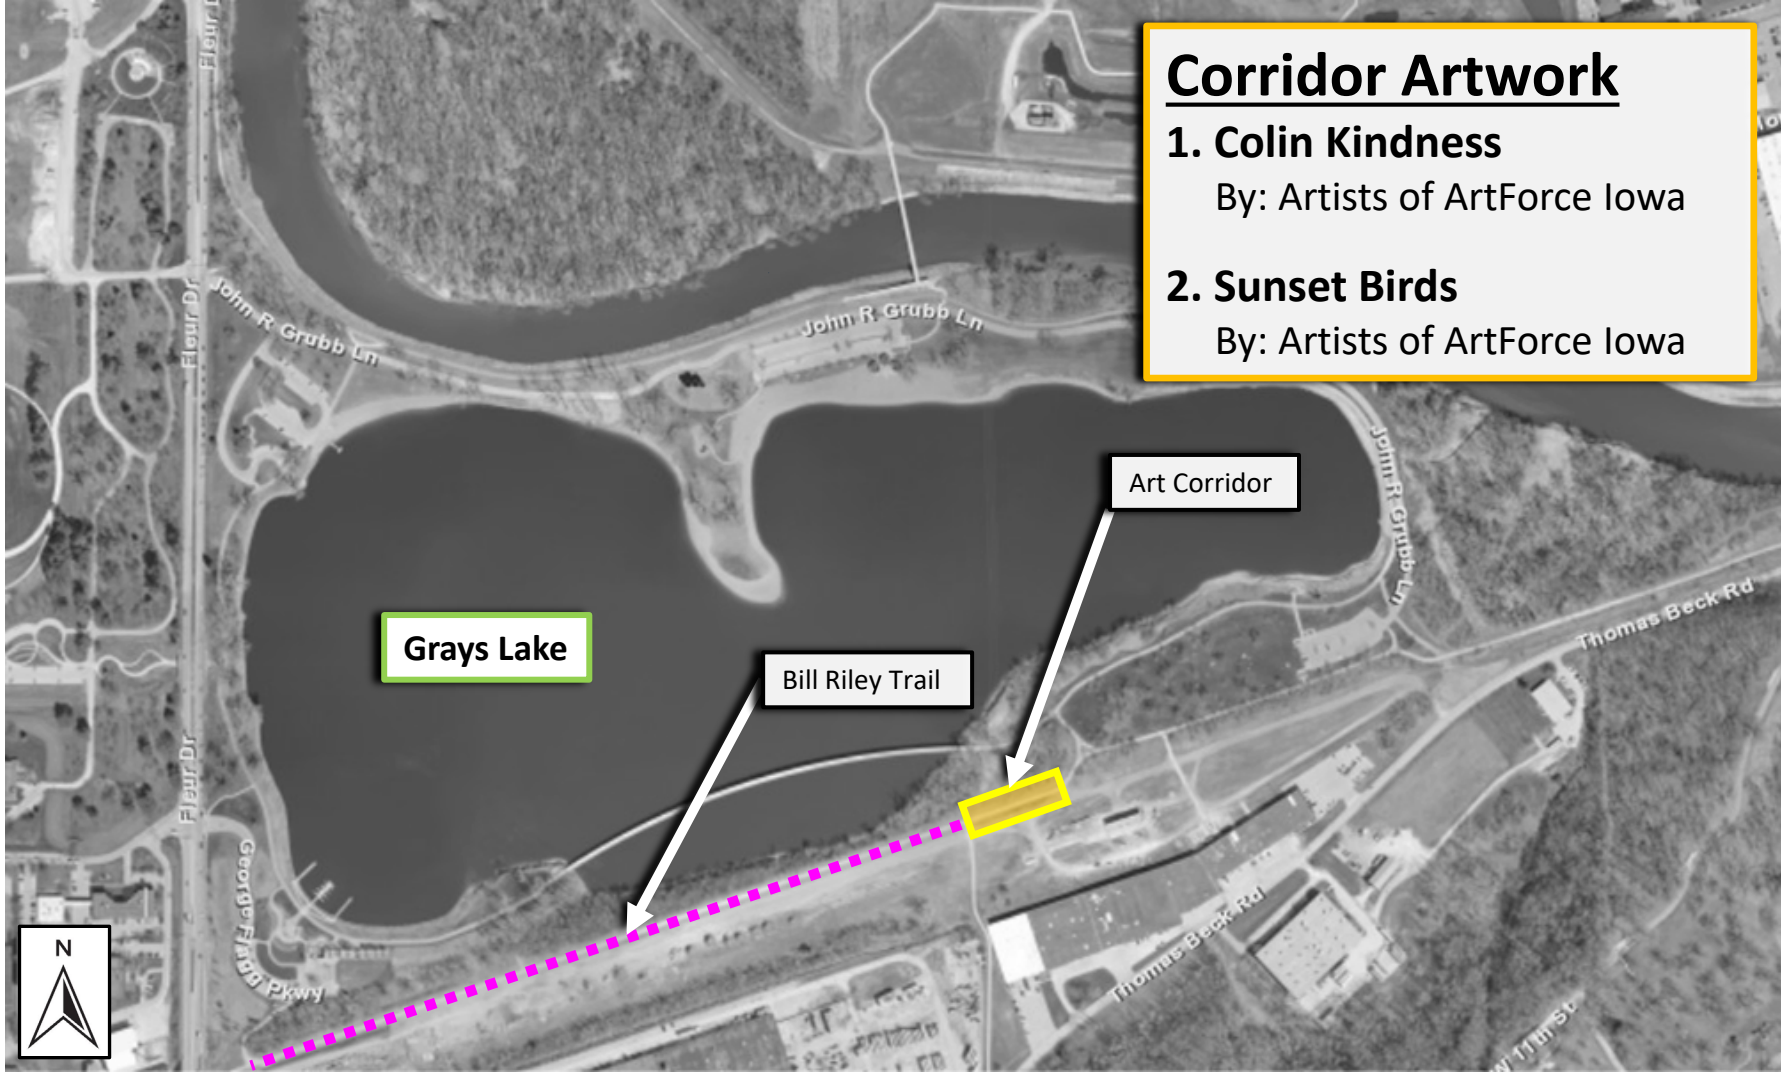 Fleur D
Corridor Artwork
1. Colin Kindness
By: Artists of ArtForce Iowa
2. Sunset Birds
By: Artists of ArtForce Iowa
John R Grubb Ln
Fleur Dr
John R Grubb Ln
John R Grubb Ln
Art Corridor
Thomas Beck Rd
Grays Lake
Bill Riley Trail
Fleur Dr
George Flagg Pkwy
Thomas Beck Rd
N
W 11th St